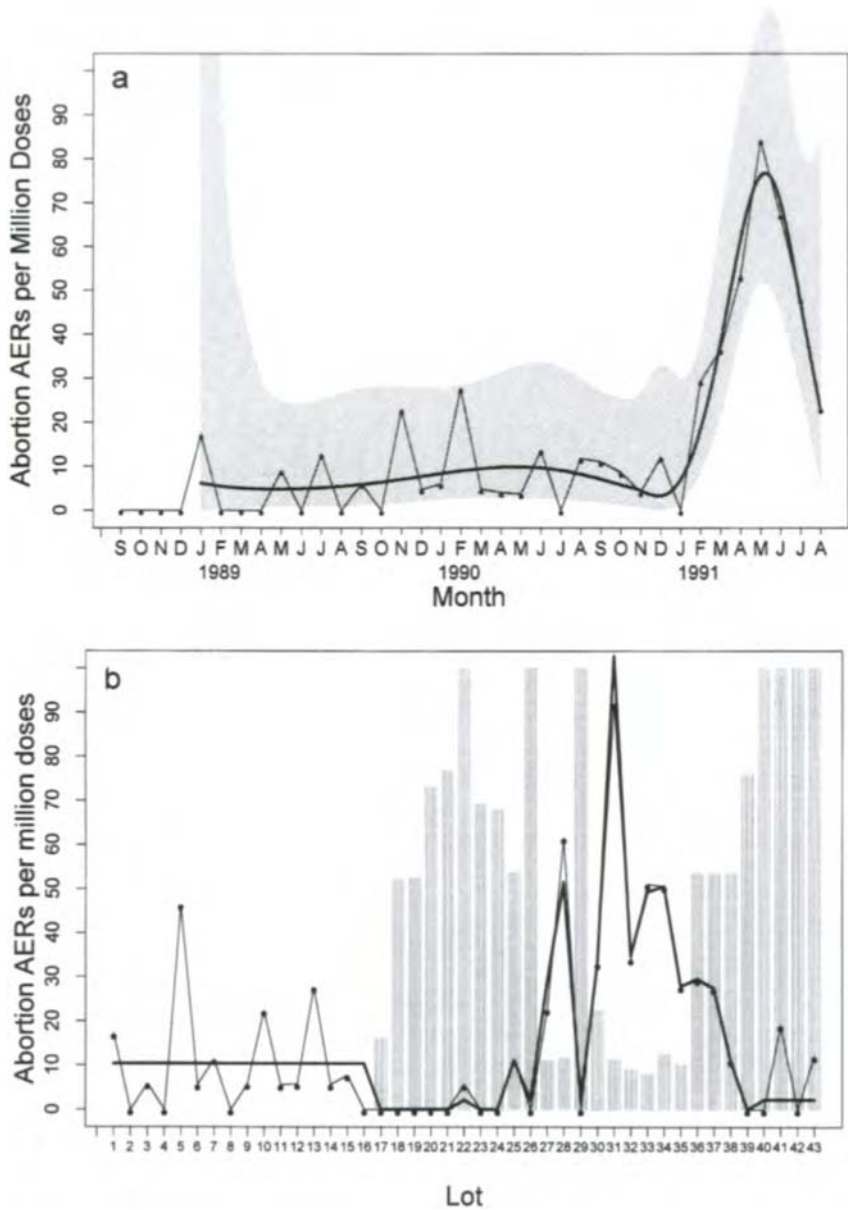 a
Abortion AERs per Million Doses
90
80
70
60
50
40
30
20
10
0
S O N D J F M A M J J A S O N D J F M A M J J A S O N D J F M A M J J A
1989 1990 1991
Month
b
Abortion AERs per million doses
90
80
70
60
50
40
30
20
10
0
1 2 3 4 5 6 7 8 9 10 11 12 13 14 15 16 17 18 19 20 21 22 23 24 25 26 27 28 29 30 31 32 33 34 35 36 37 38 39 40 41 42 43
Lot